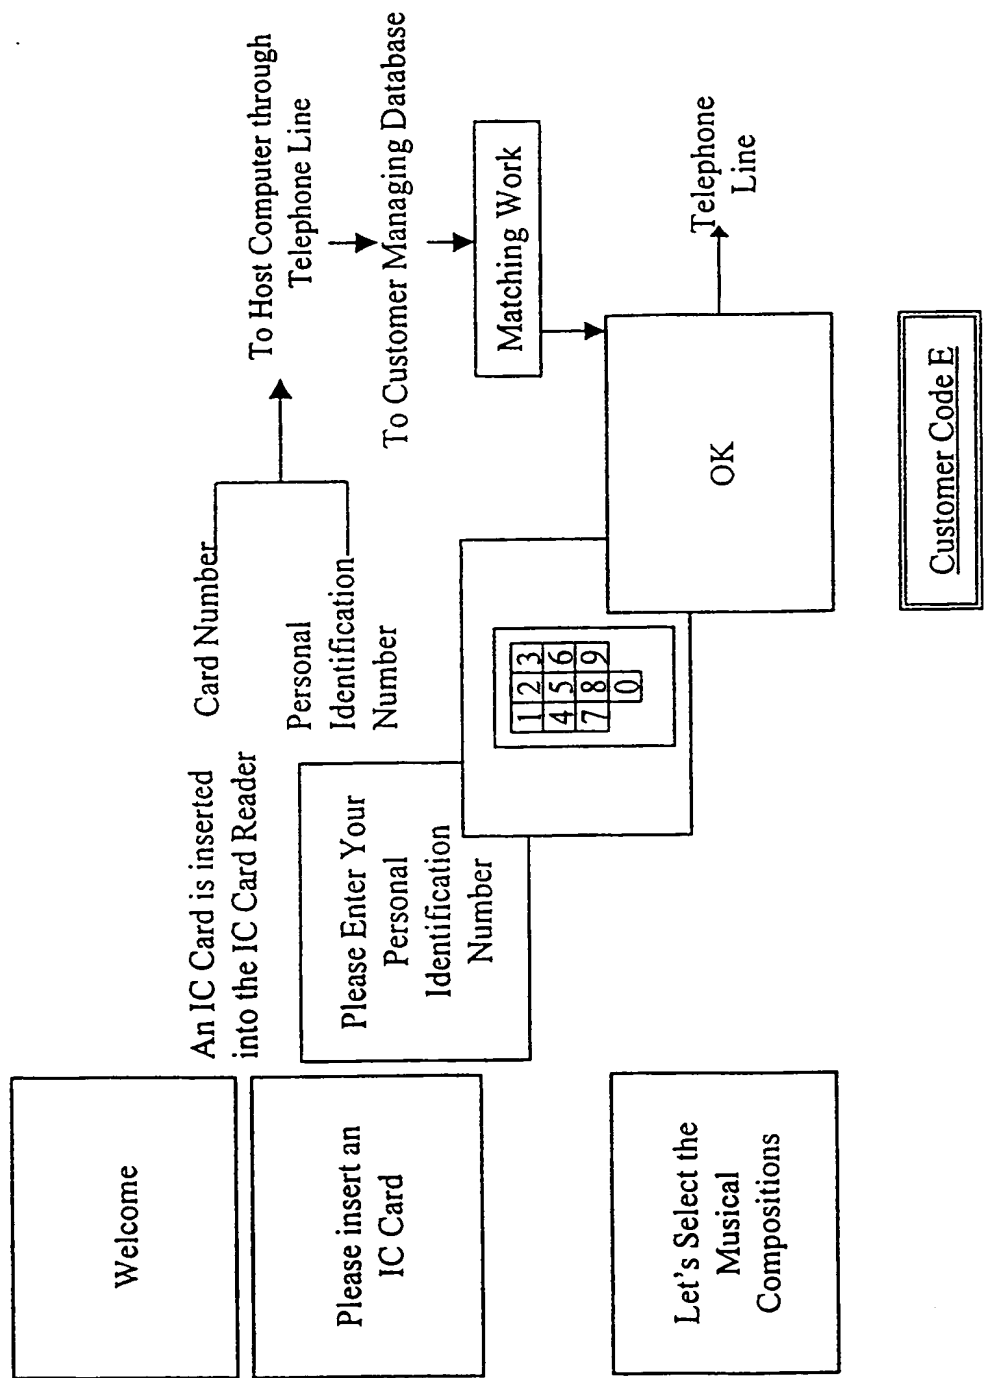 Welcome
Please insert an
IC Card
An IC Card is inserted
into the IC Card Reader
Please Enter Your
Personal
Identification
Number
Card Number
Personal
Identification
Number
To Host Computer through
Telephone Line
To Customer Managing Database
Matching Work
1 2 3
4 5 6
7 8 9
0
OK
Telephone
Line
Let's Select the
Musical
Compositions
Customer Code E